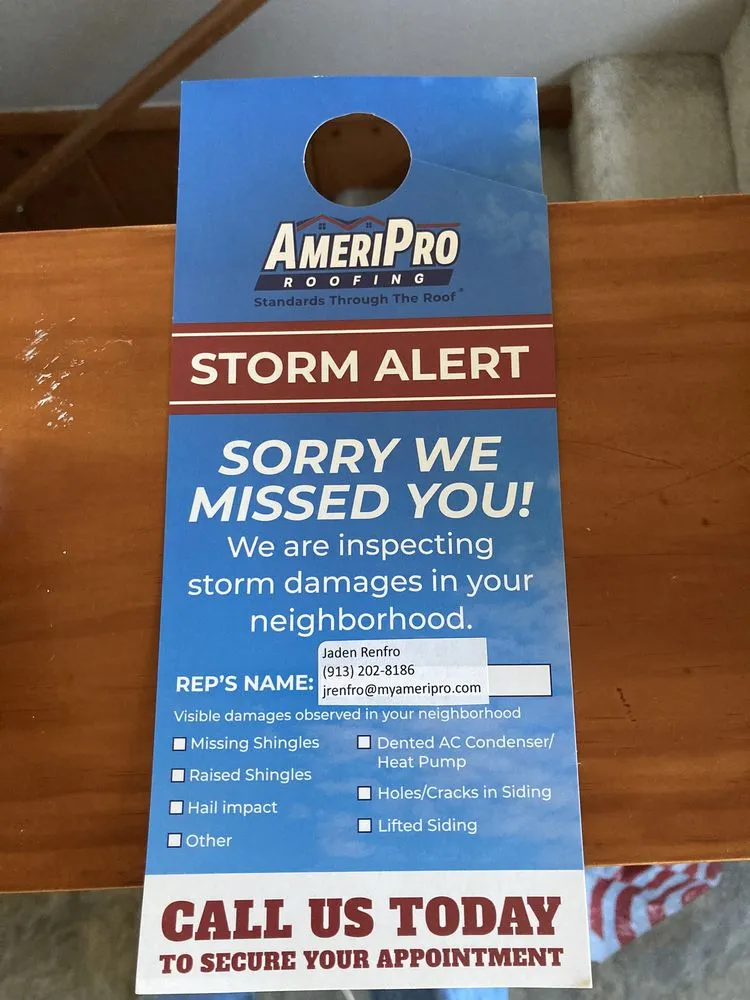 AMERIPRO
ROOFING
Standards Through The Roof®
STORM ALERT
SORRY WE
MISSED YOU!
We are inspecting
storm damages in your
neighborhood.
Jaden Renfro
(913) 202-8186
REP'S NAME: jrenfro@myameripro.com
Visible damages observed in your neighborhood
Missing Shingles
Raised Shingles
Hail impact
Other
Dented AC Condenser/
Heat Pump
Holes/Cracks in Siding
Lifted Siding
CALL US TODAY
TO SECURE YOUR APPOINTMENT